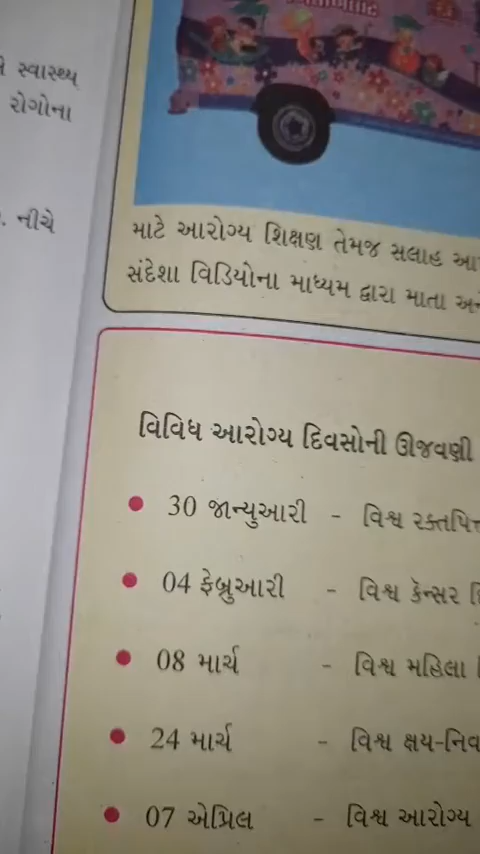 સ્વાસ્થ્ય
રોગોના
નીચે
માટે આરોગ્ય શિક્ષણ તેમજ સલાહ
સંદેશા વિડિયોના માધ્યમ દ્વારા માતા
વિવિધ આરોગ્ય દિવસોની ઊજવણી
• 30 જાન્યુઆરી - વિશ્વ
• 04 ફેબ્રુઆરી - વિશ્વ કૅન્સર
• 08 માર્ચ - વિશ્વ મહિલા
• 24 માર્ચ - વિશ્વ
• 07 એપ્રિલ - વિશ્વ આરોગ્ય